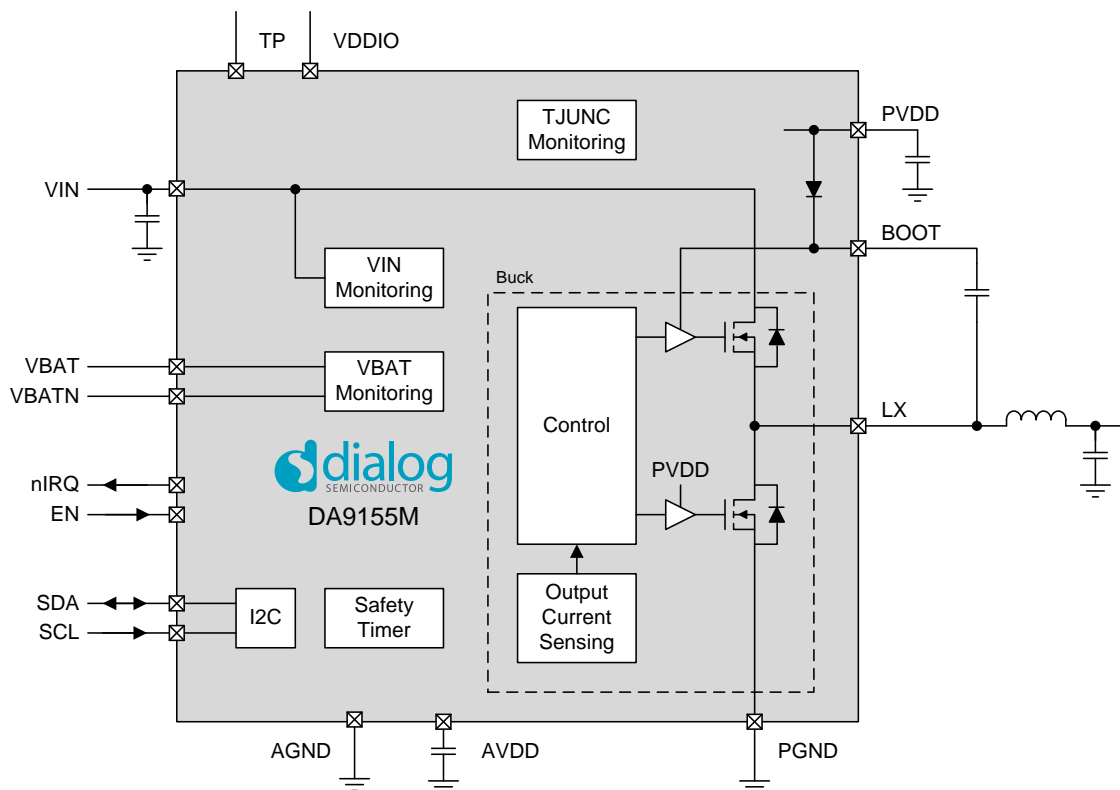 TP
VDDIO
TJUNC
Monitoring
PVDD
VIN
BOOT
VIN
Monitoring
Buck
VBAT
VBATN
VBAT
Monitoring
Control
LX
dialog
SEMICONDUCTOR
DA9155M
PVDD
nIRQ
EN
SDA
SCL
I2C
Safety
Timer
Output
Current
Sensing
AGND
AVDD
PGND